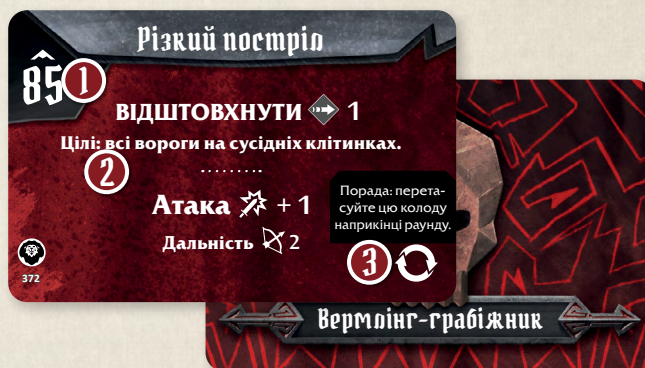 Різкий постріл
85
1
ВІДШТОВХНУТИ 1
Цілі: всі вороги на сусідніх клітинках.
2
.........
Атака + 1
Дальність 2
Порада: перета-
суйте цю колоду
наприкінці раунду.
3
372
Вермлінг-грабіжник